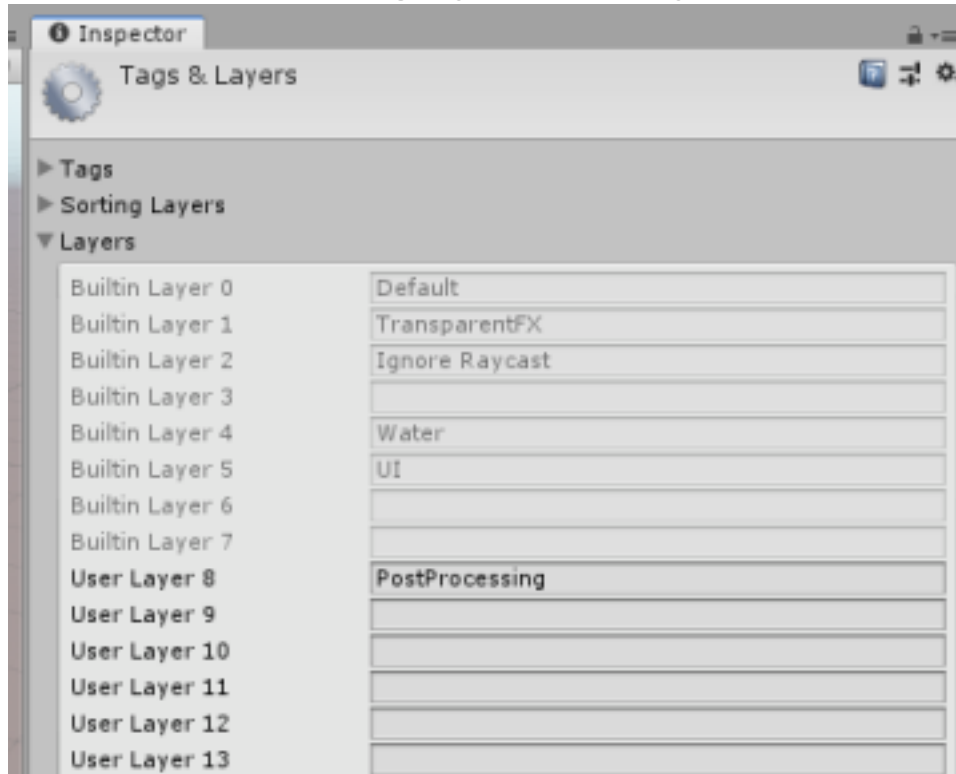 Inspector
Tags & Layers
Tags
Sorting Layers
Layers
Builtin Layer 0 Default
Builtin Layer 1 TransparentFX
Builtin Layer 2 Ignore Raycast
Builtin Layer 3
Builtin Layer 4 Water
Builtin Layer 5 UI
Builtin Layer 6
Builtin Layer 7
User Layer 8 PostProcessing
User Layer 9
User Layer 10
User Layer 11
User Layer 12
User Layer 13